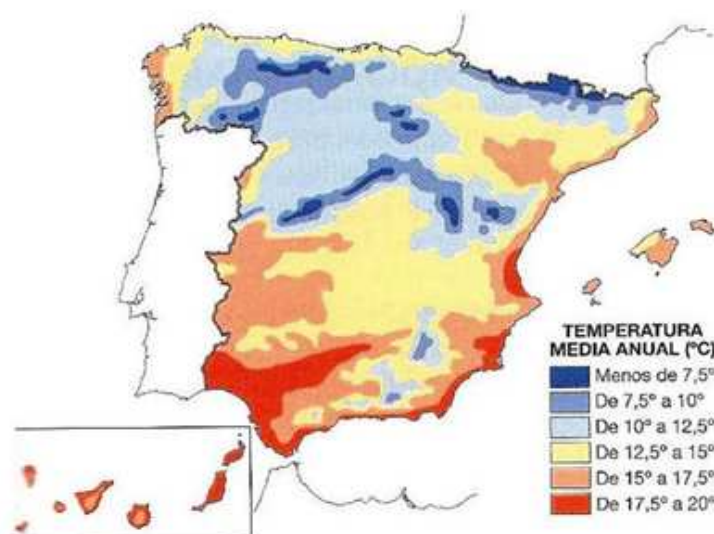 TEMPERATURA
MEDIA ANUAL (ºC)
Menos de 7,5º
De 7,5º a 10º
De 10º a 12,5º
De 12,5º a 15º
De 15º a 17,5º
De 17,5º a 20º